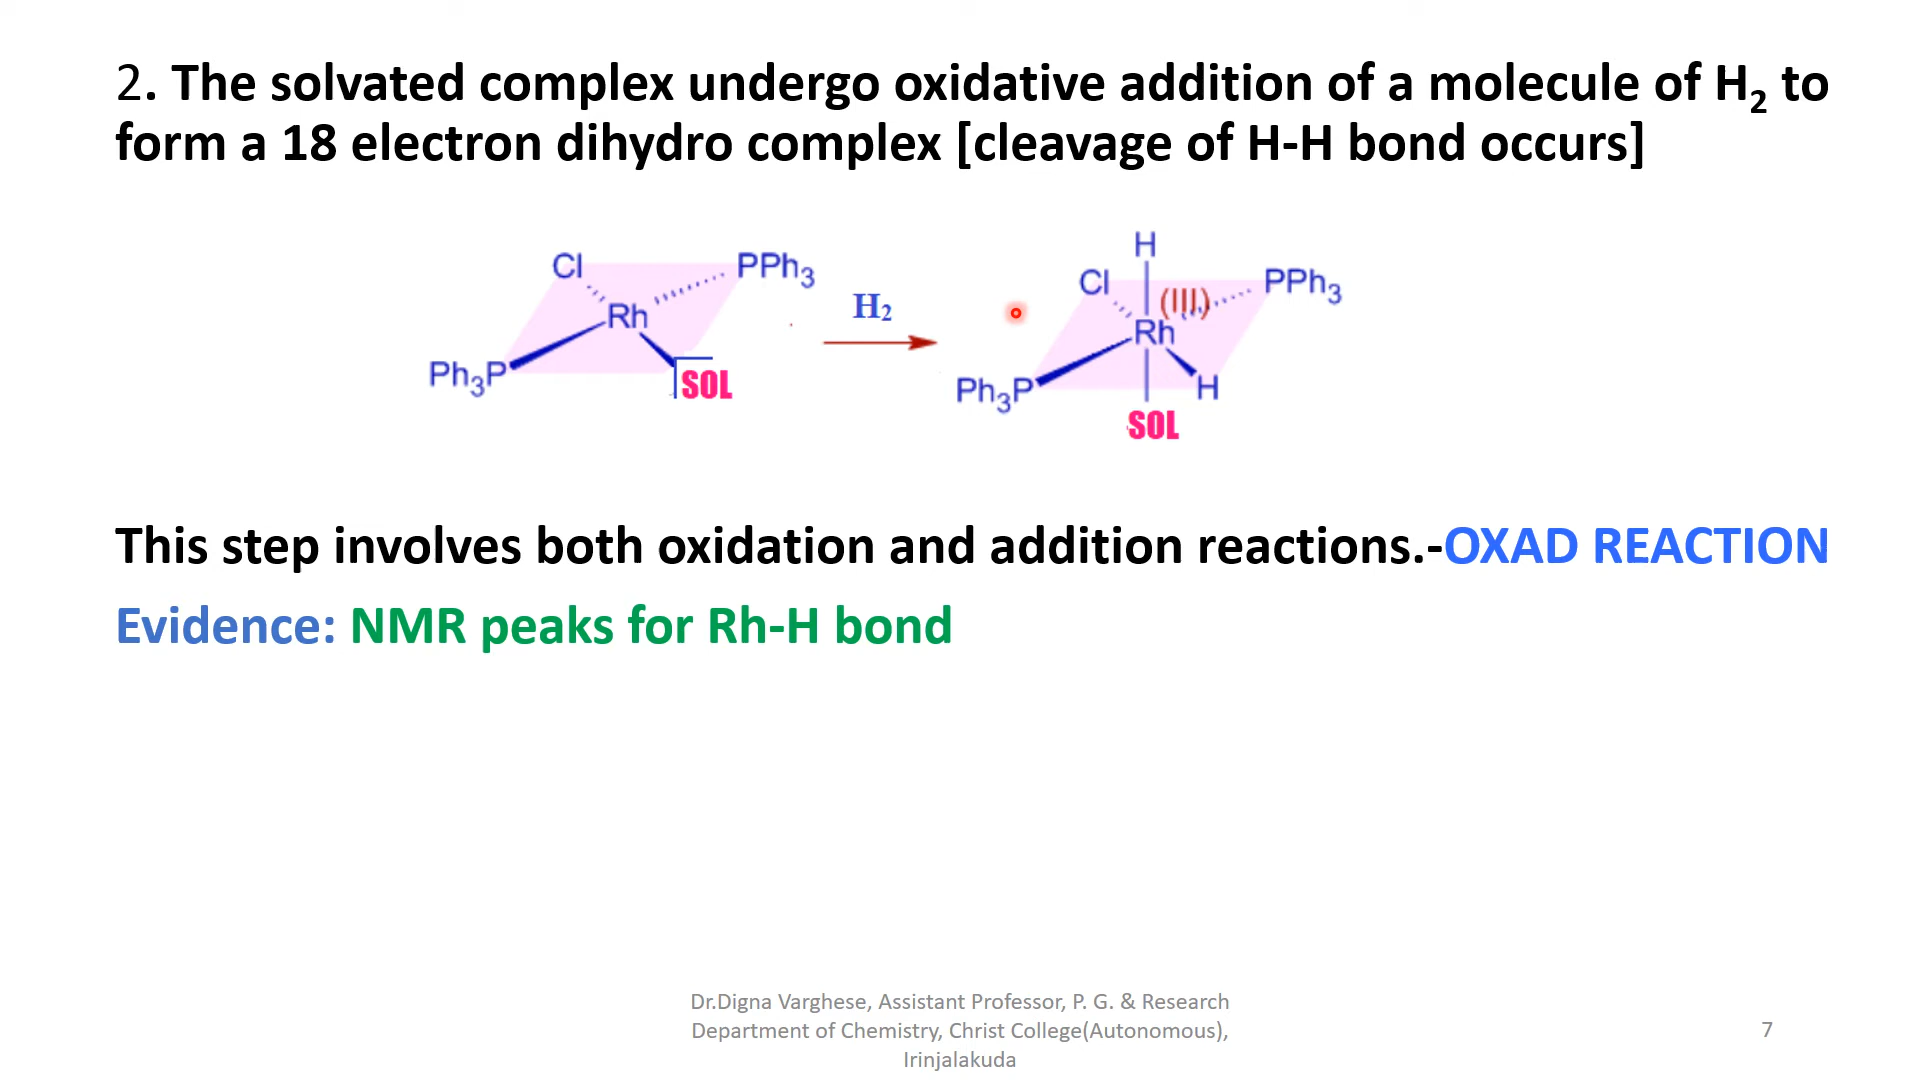 2. The solvated complex undergo oxidative addition of a molecule of H₂ to
form a 18 electron dihydro complex [cleavage of H-H bond occurs]
Cl PPh₃ Rh Ph₃P SOL
H₂
H Cl (III) PPh₃ Rh Ph₃P H SOL
This step involves both oxidation and addition reactions.-OXAD REACTION
Evidence: NMR peaks for Rh-H bond
Dr.Digna Varghese, Assistant Professor, P. G. & Research
Department of Chemistry, Christ College(Autonomous),
Irinjalakuda
7